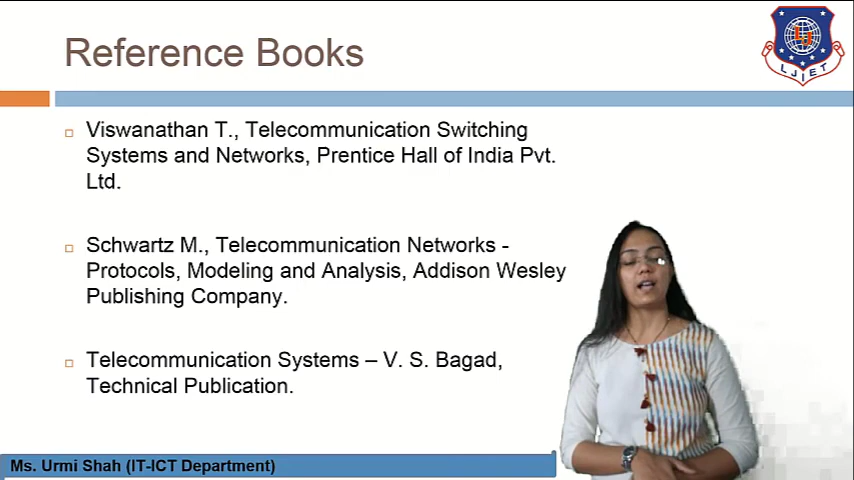 Reference Books
LJ
LJIET
Viswanathan T., Telecommunication Switching
Systems and Networks, Prentice Hall of India Pvt.
Ltd.
Schwartz M., Telecommunication Networks -
Protocols, Modeling and Analysis, Addison Wesley
Publishing Company.
Telecommunication Systems – V. S. Bagad,
Technical Publication.
Ms. Urmi Shah (IT-ICT Department)